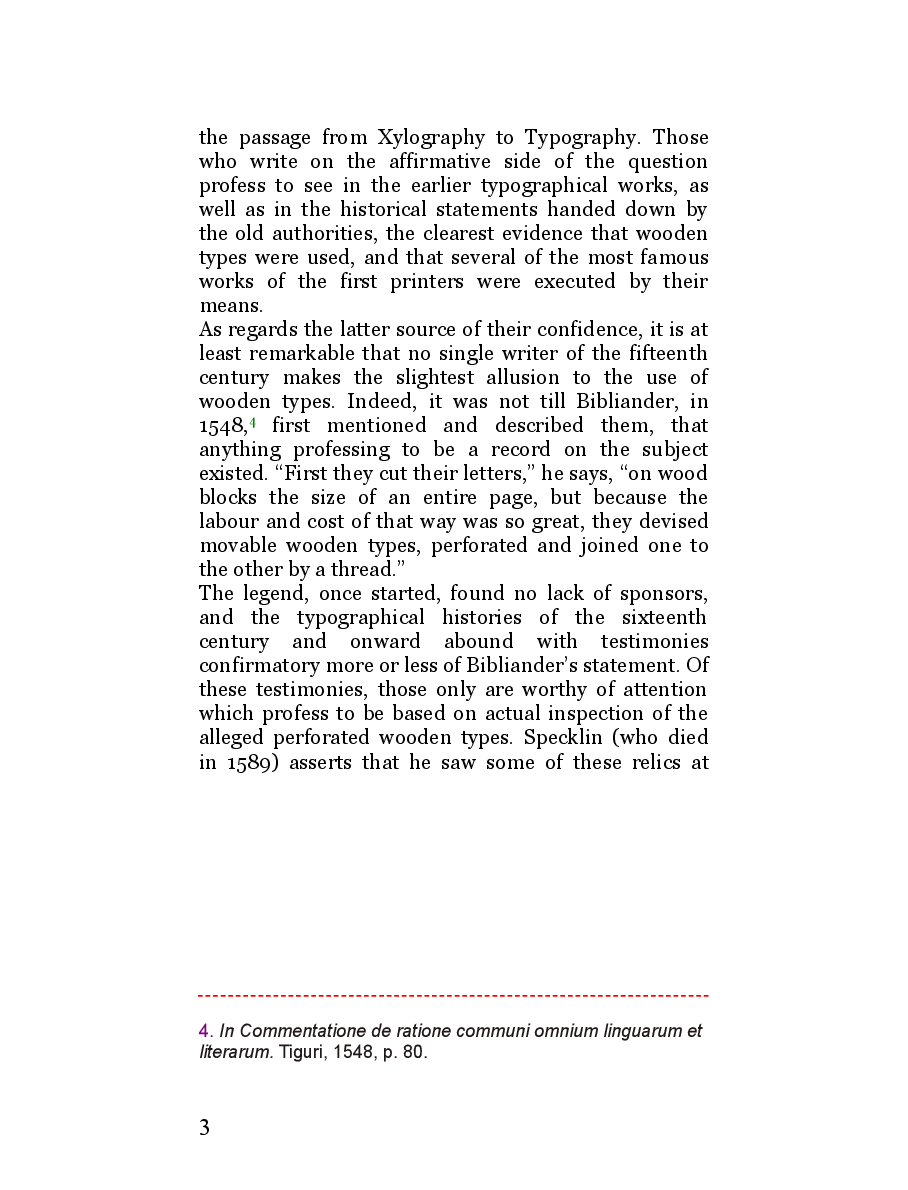 the passage from Xylography to Typography. Those
who write on the affirmative side of the question
profess to see in the earlier typographical works, as
well as in the historical statements handed down by
the old authorities, the clearest evidence that wooden
types were used, and that several of the most famous
works of the first printers were executed by their
means.
As regards the latter source of their confidence, it is at
least remarkable that no single writer of the fifteenth
century makes the slightest allusion to the use of
wooden types. Indeed, it was not till Bibliander, in
1548,4 first mentioned and described them, that
anything professing to be a record on the subject
existed. “First they cut their letters,” he says, “on wood
blocks the size of an entire page, but because the
labour and cost of that way was so great, they devised
movable wooden types, perforated and joined one to
the other by a thread.”
The legend, once started, found no lack of sponsors,
and the typographical histories of the sixteenth
century and onward abound with testimonies
confirmatory more or less of Bibliander’s statement. Of
these testimonies, those only are worthy of attention
which profess to be based on actual inspection of the
alleged perforated wooden types. Specklin (who died
in 1589) asserts that he saw some of these relics at
4. In Commentatione de ratione communi omnium linguarum et
literarum. Tiguri, 1548, p. 80.
3